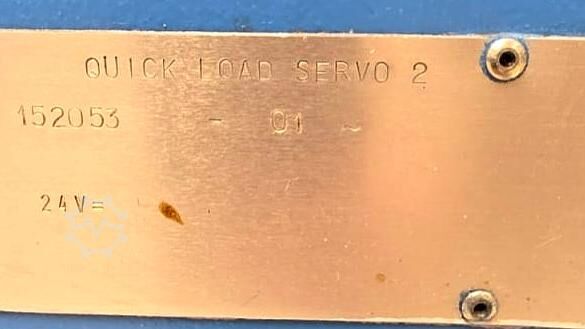 QUICK LOAD SERVO 2
152053 - 01 ~
24V=